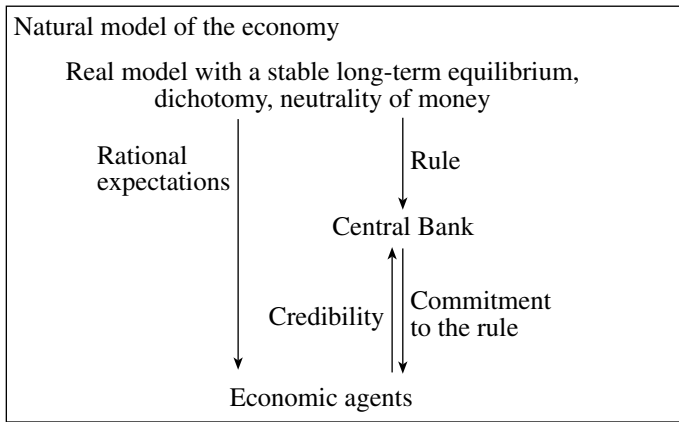 Natural model of the economy
Real model with a stable long-term equilibrium,
dichotomy, neutrality of money
Rational
expectations
Rule
Central Bank
Credibility
Commitment
to the rule
Economic agents